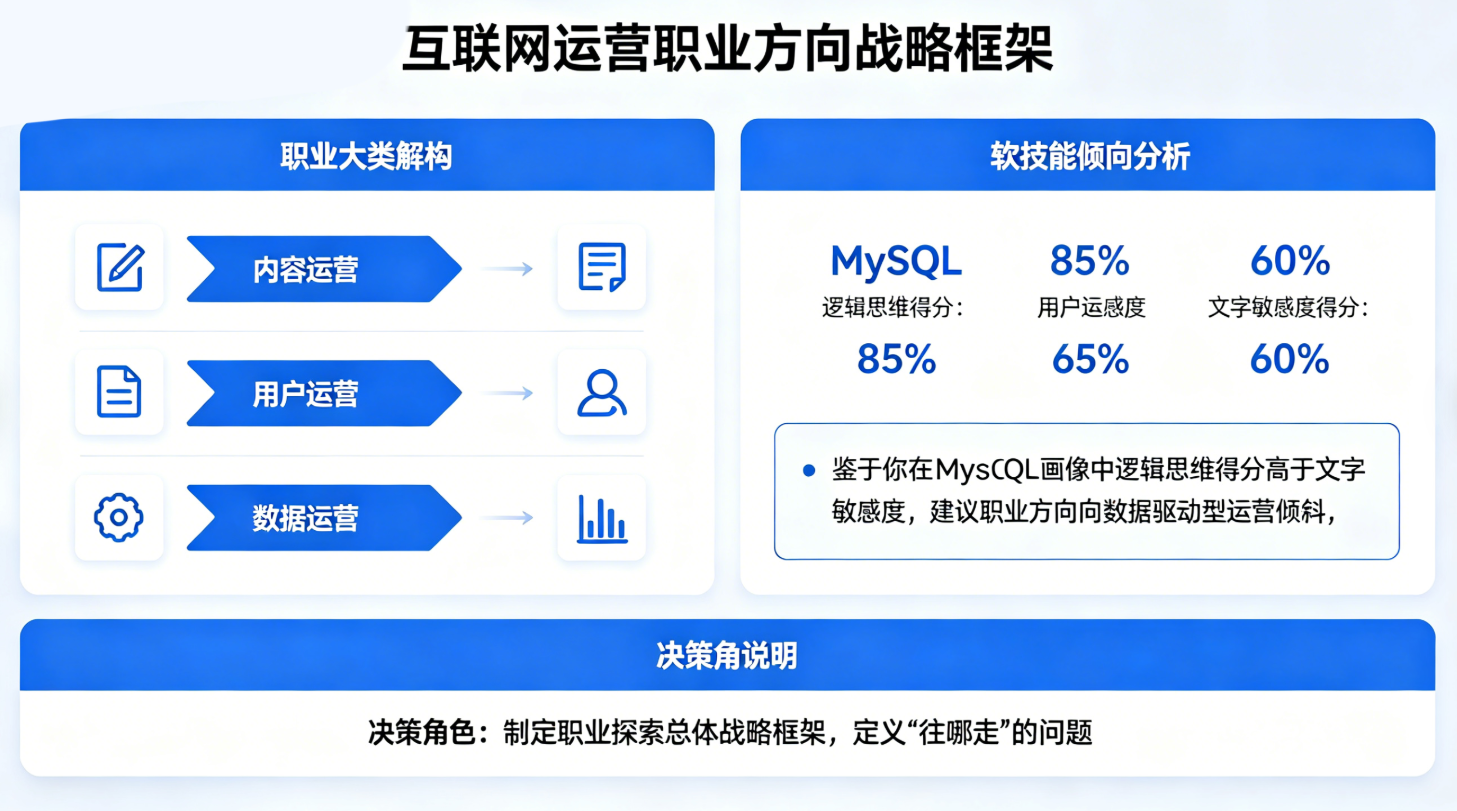 互联网运营职业方向战略框架
职业大类解构
内容运营
用户运营
数据运营
软技能倾向分析
MySQL 85% 60%
逻辑思维得分： 用户运感度 文字敏感度得分：
85% 65% 60%
鉴于你在MysQL画像中逻辑思维得分高于文字
敏感度，建议职业方向向数据驱动型运营倾斜，
决策角说明
决策角色：制定职业探索总体战略框架，定义“往哪走”的问题